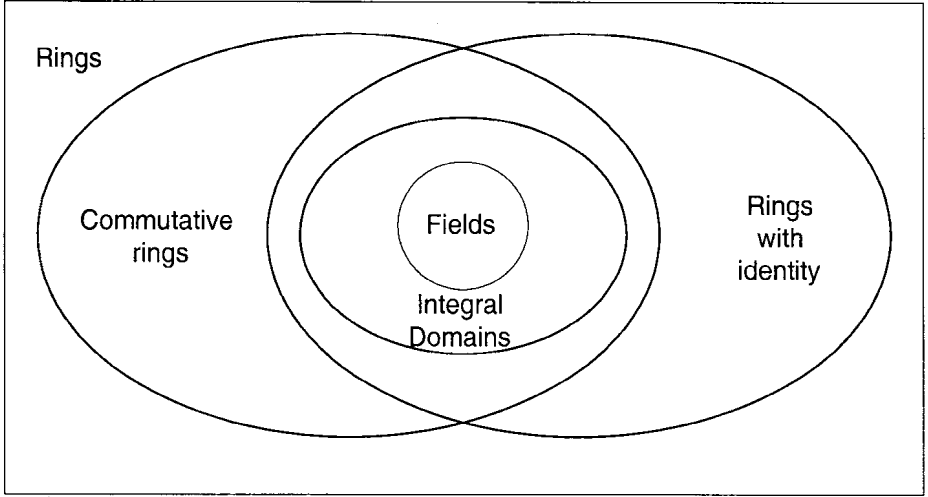 Rings
Commutative
rings
Fields
Integral
Domains
Rings
with
identity